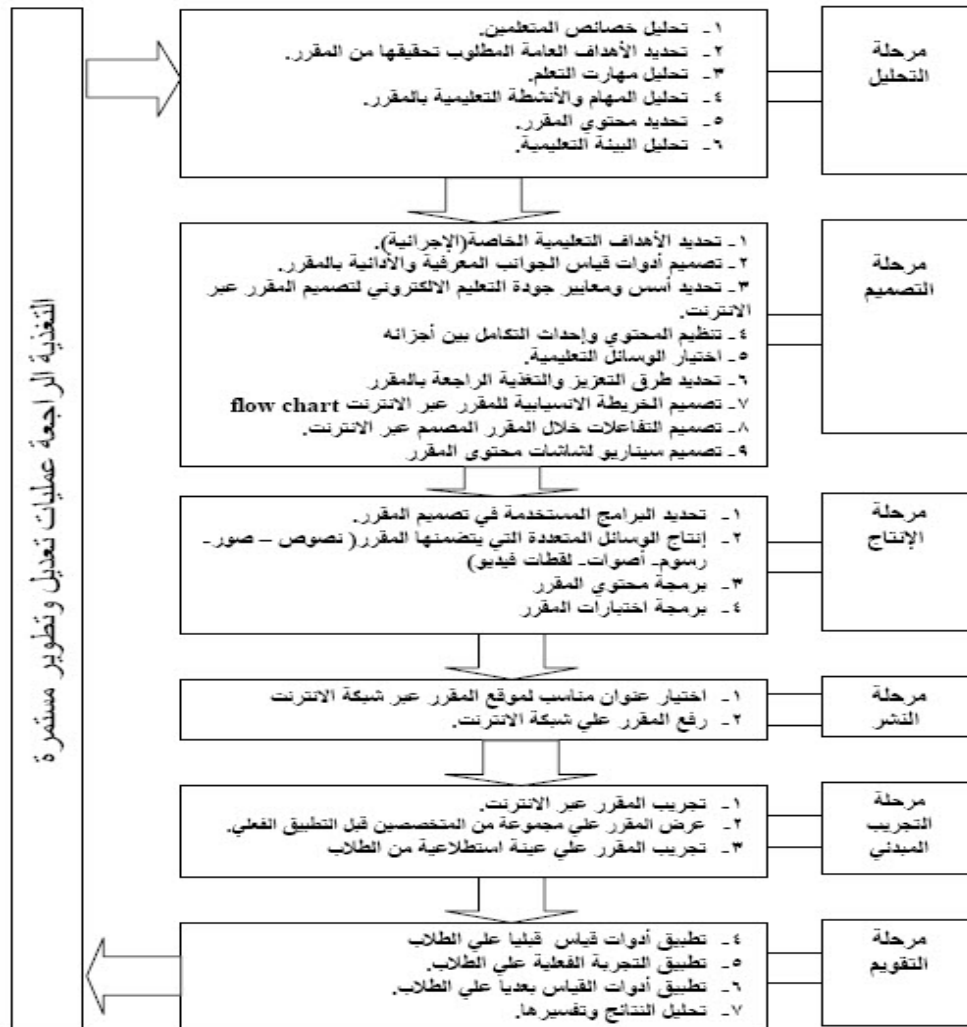 مرحلة
التحليل
١- تحليل خصائص المتعلمين.
٢- تحديد الأهداف العامة المطلوب تحقيقها من المقرر.
٣- تحليل مهارت التعلم.
٤- تحليل المهام والأنشطة التعليمية بالمقرر.
٥- تحديد محتوي المقرر.
٦- تحليل البيئة التعليمية.
مرحلة
التصميم
١- تحديد الأهداف التعليمية الخاصة(الإجرائية).
٢- تصميم أدوات قياس الجوانب المعرفية والأدائية بالمقرر.
٣- تحديد أسس ومعايير جودة التعليم الالكتروني لتصميم المقرر عبر
الانترنت.
٤- تنظيم المحتوي وإحداث التكامل بين أجزائه
٥- اختيار الوسائل التعليمية.
٦- تحديد طرق التعزيز والتغذية الراجعة بالمقرر
٧- تصميم الخريطة الانسيابية للمقرر عبر الانترنت flow chart
٨- تصميم التفاعلات خلال المقرر المصمم عبر الانترنت.
٩- تصميم سيناريو لشاشات محتوى المقرر
مرحلة
الإنتاج
١- تحديد البرامج المستخدمة في تصميم المقرر.
٢- إنتاج الوسائل المتعددة التي يتضمنها المقرر( نصوص – صور-
رسوم- أصوات- لقطات فيديو)
٣- برمجة محتوي المقرر
٤- برمجة اختبارات المقرر
مرحلة
النشر
١- اختيار عنوان مناسب لموقع المقرر عبر شبكة الانترنت
٢- رفع المقرر علي شبكة الانترنت.
مرحلة
التجريب
المبدئي
١- تجريب المقرر عبر الانترنت.
٢- عرض المقرر علي مجموعة من المتخصصين قبل التطبيق الفعلي.
٣- تجريب المقرر علي عينة استطلاعية من الطلاب
مرحلة
التقويم
٤- تطبيق أدوات قياس قبليا علي الطلاب
٥- تطبيق التجربة الفعلية علي الطلاب.
٦- تطبيق أدوات القياس بعديا علي الطلاب.
٧- تحليل النتائج وتفسيرها.
التغذية الراجعة عمليات تعديل وتطوير مستمرة